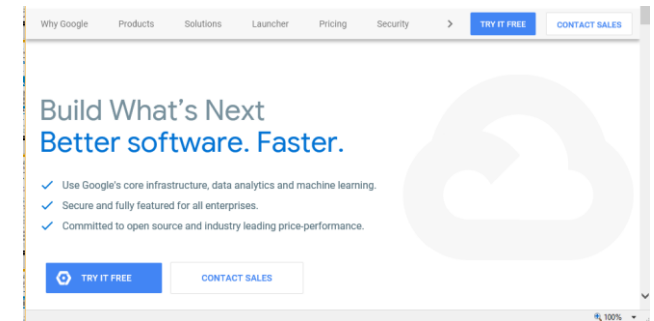 Why Google Products Solutions Launcher Pricing Security > TRY IT FREE CONTACT SALES
Build What's Next
Better software. Faster.
Use Google's core infrastructure, data analytics and machine learning.
Secure and fully featured for all enterprises.
Committed to open source and industry leading price-performance.
TRY IT FREE CONTACT SALES
100%